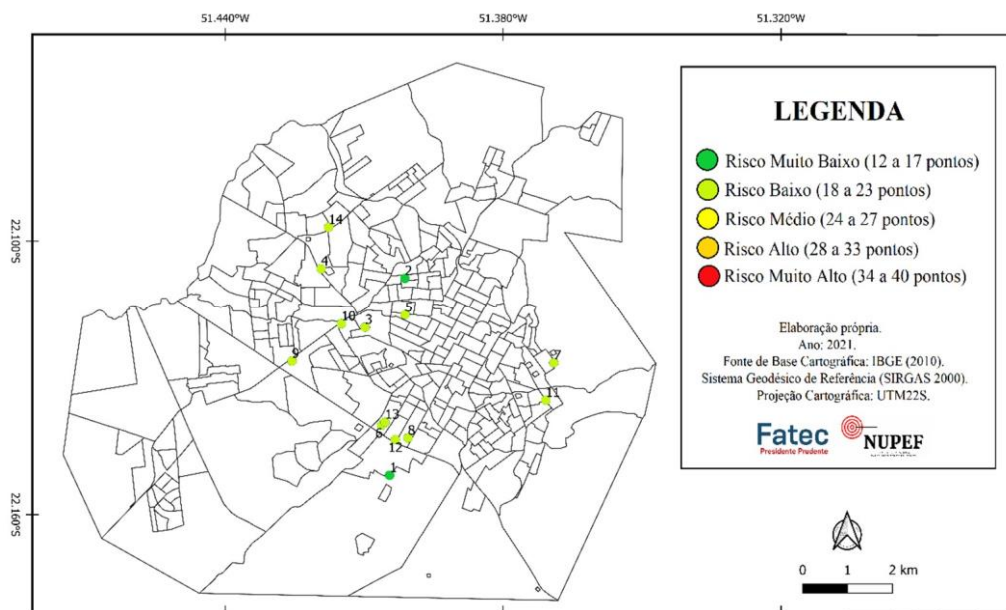 51.440°W 51.380°W 51.320°W
22.100°S
22.160°S
14
4
2
10
3
5
9
7
11
13
6
12
8
1
LEGENDA
Risco Muito Baixo (12 a 17 pontos)
Risco Baixo (18 a 23 pontos)
Risco Médio (24 a 27 pontos)
Risco Alto (28 a 33 pontos)
Risco Muito Alto (34 a 40 pontos)
Elaboração própria.
Ano: 2021.
Fonte de Base Cartográfica: IBGE (2010).
Sistema Geodésico de Referência (SIRGAS 2000).
Projeção Cartográfica: UTM22S.
Fatec
Presidente Prudente
NUPEF
0 1 2 km